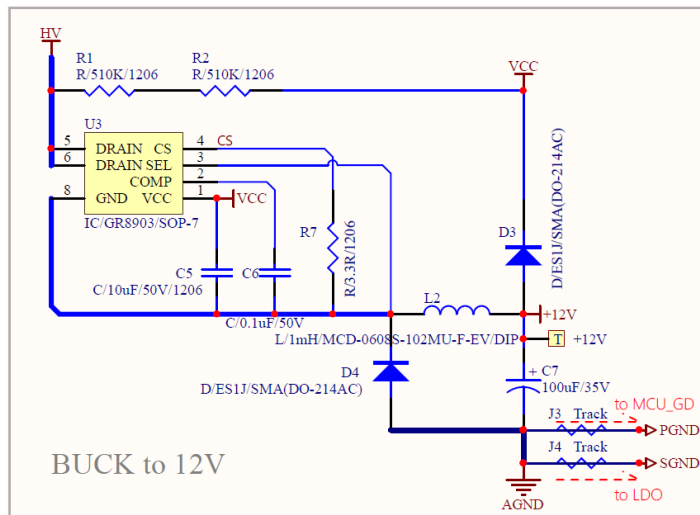 HV
R1
R/510K/1206
R2
R/510K/1206
VCC
U3
5 DRAIN CS 4 CS
6 DRAIN SEL 3
COMP 2
8 GND VCC 1 VCC
IC/GR8903/SOP-7
R7
R/3.3R/1206
D3
D/ES1J/SMA(DO-214AC)
C5
C/10uF/50V/1206
C6
C/0.1uF/50V
L2
L/1mH/MCD-0608S-102MU-F-EV/DIP
+12V
T +12V
D4
D/ES1J/SMA(DO-214AC)
+ C7
100uF/35V
to MCU_GD
J3 Track
PGND
J4 Track
SGND
to LDO
AGND
BUCK to 12V